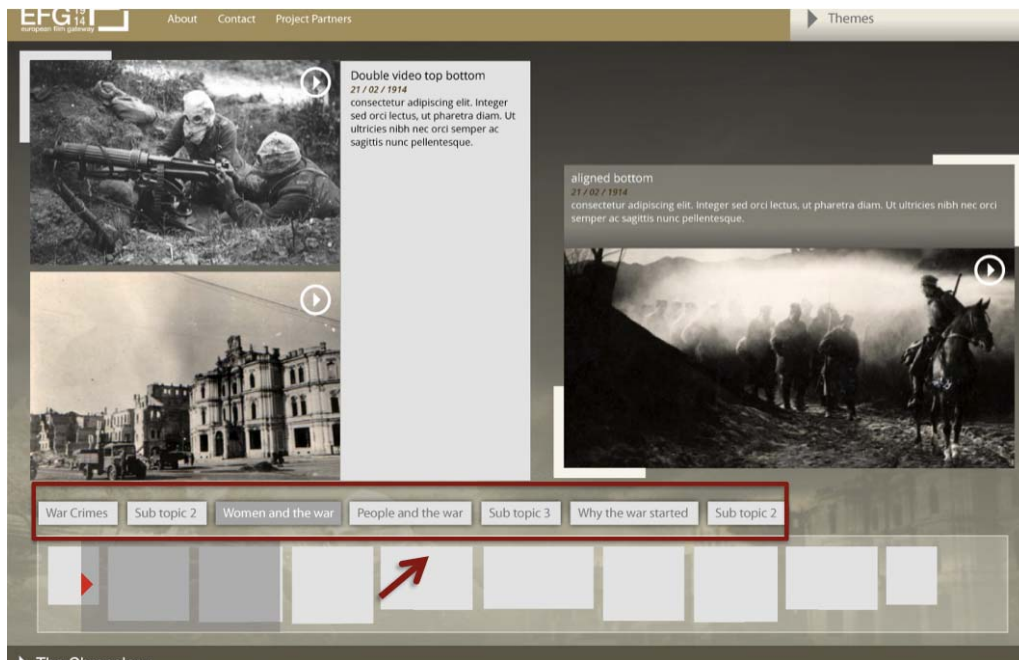 EFG 19 14
european film gateway
About Contact Project Partners
Themes
Double video top bottom
21 / 02 / 1914
consectetur adipiscing elit. Integer
sed orci lectus, ut pharetra diam. Ut
ultricies nibh nec orci semper ac
sagittis nunc pellentesque.
aligned bottom
21 / 02 / 1914
consectetur adipiscing elit. Integer sed orci lectus, ut pharetra diam. Ut ultricies nibh nec orci
semper ac sagittis nunc pellentesque.
War Crimes Sub topic 2 Women and the war People and the war Sub topic 3 Why the war started Sub topic 2